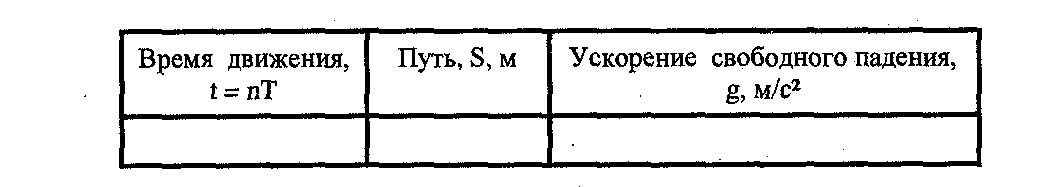 Время движения,
t = nT
Путь, S, м
Ускорение свободного падения,
g, м/с²